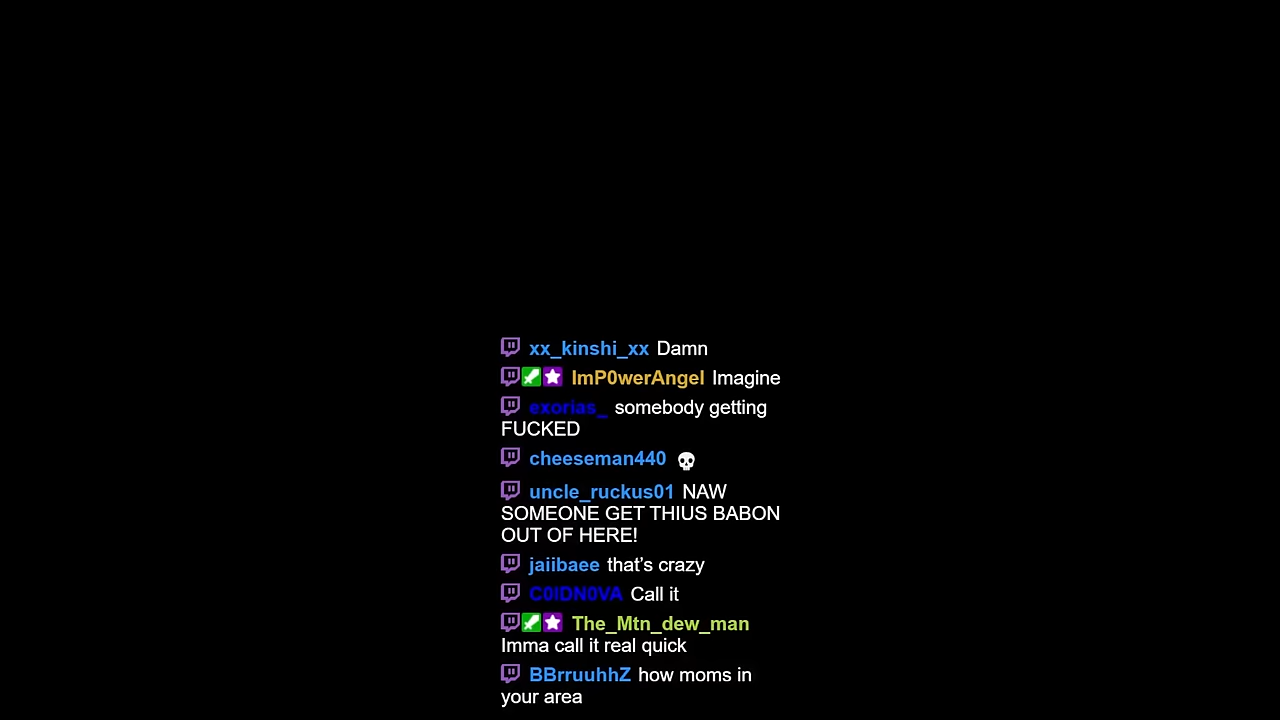 xx_kinshi_xx Damn
ImP0werAngel Imagine
exorias_ somebody getting
FUCKED
cheeseman440 💀
uncle_ruckus01 NAW
SOMEONE GET THIUS BABON
OUT OF HERE!
jaiibaee that's crazy
C0lDN0VA Call it
The_Mtn_dew_man
Imma call it real quick
BBrruuhhZ how moms in
your area